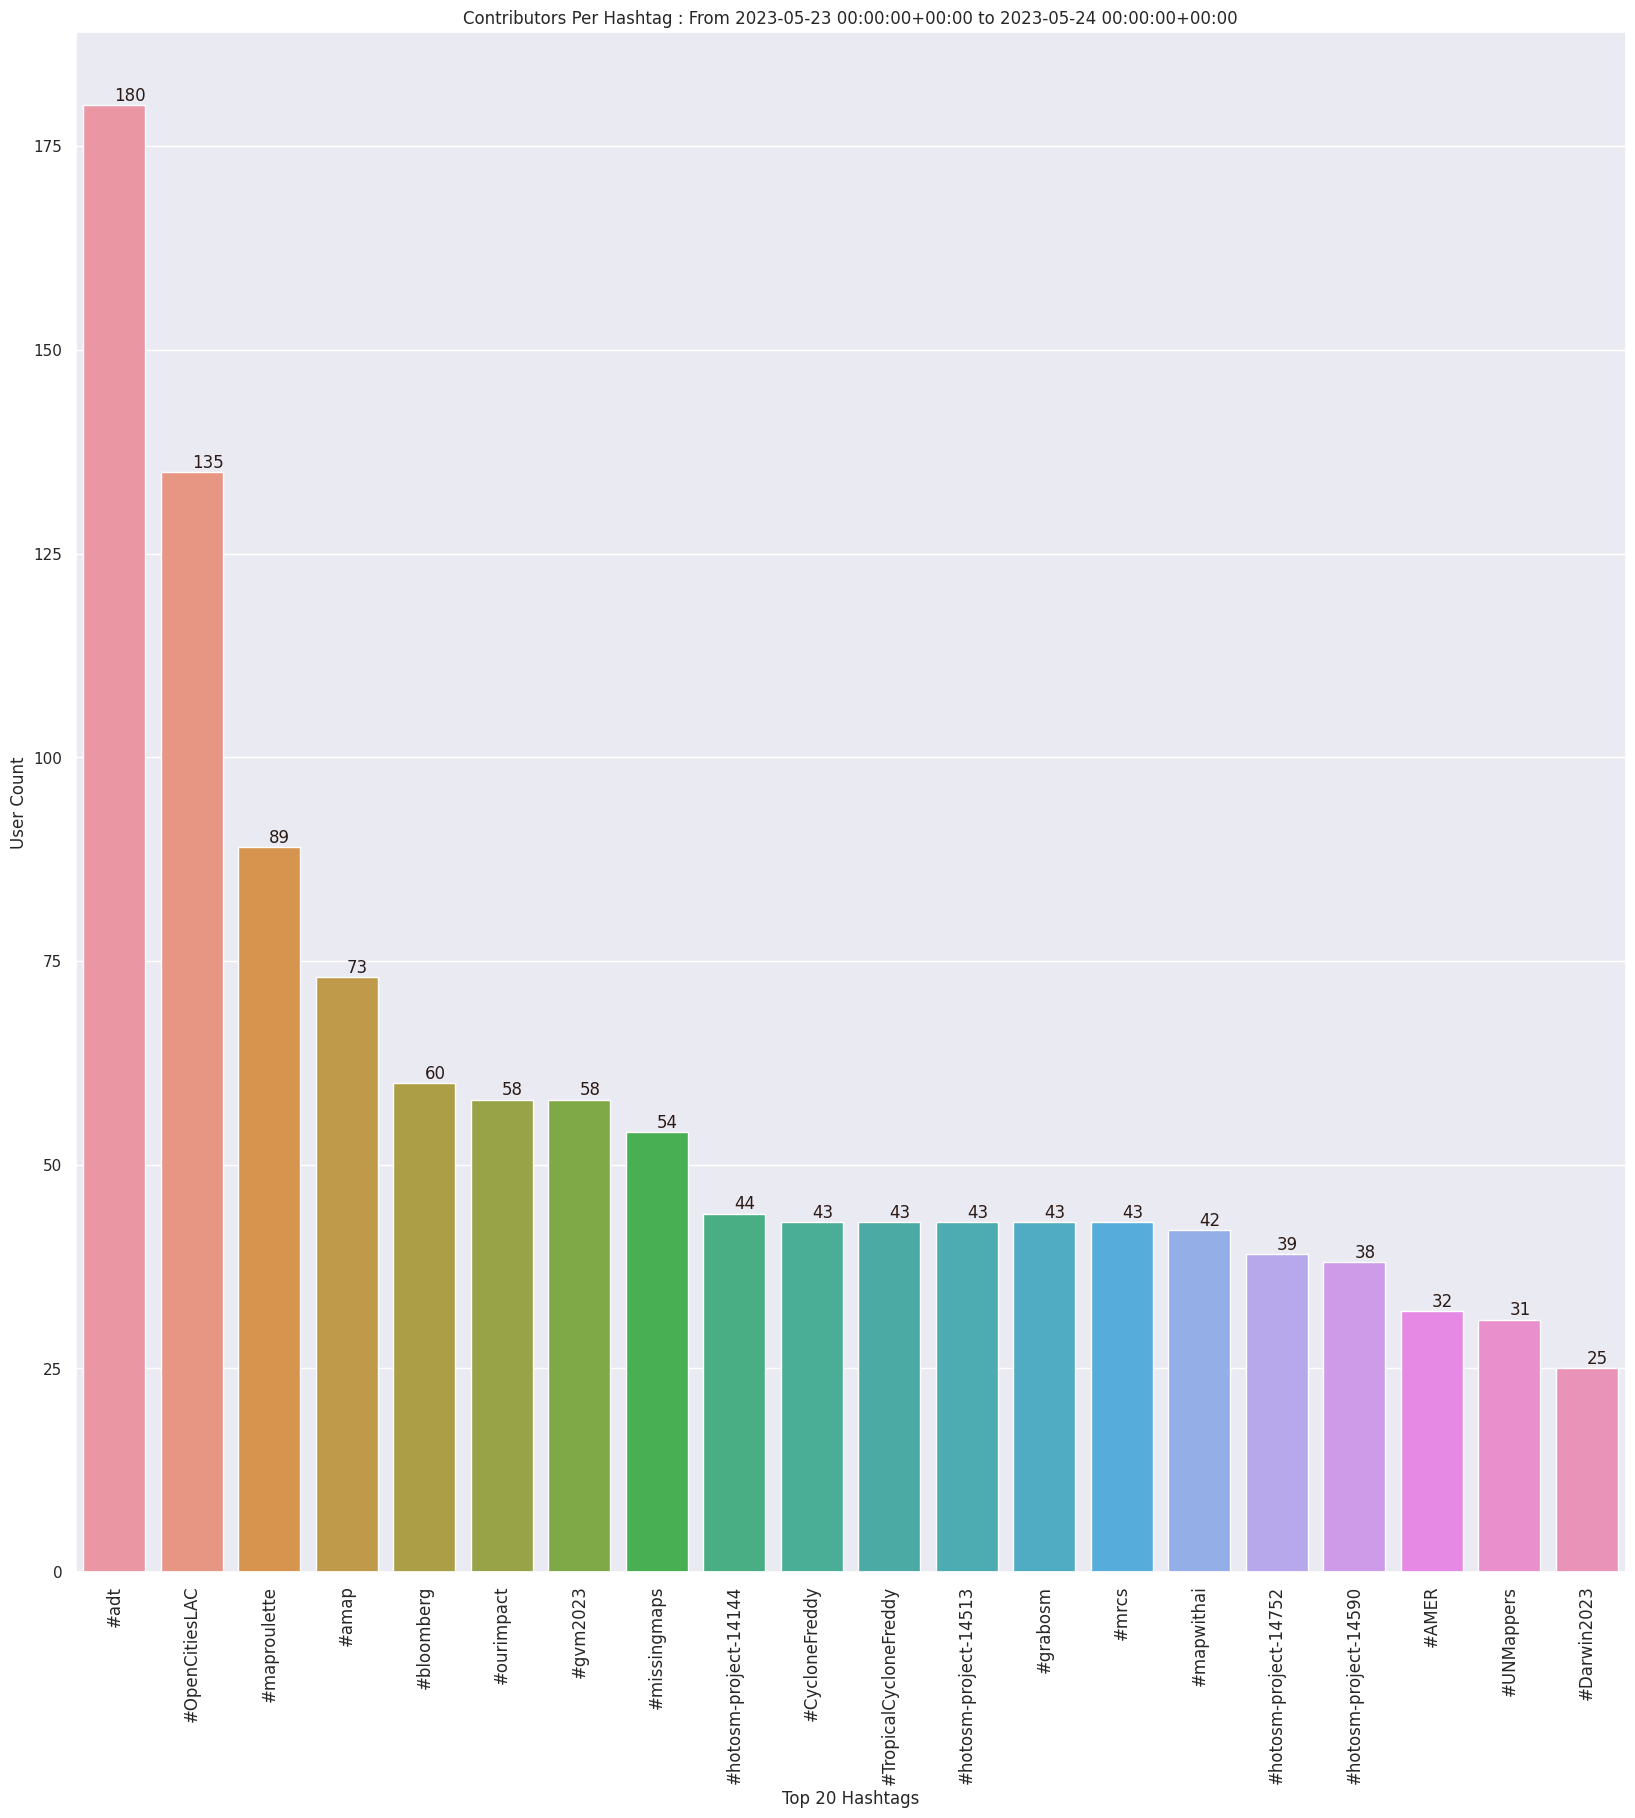 Contributors Per Hashtag : From 2023-05-23 00:00:00+00:00 to 2023-05-24 00:00:00+00:00
User Count
175
150
125
100
75
50
25
0
180
135
89
73
60
58
58
54
44
43
43
43
43
43
42
39
38
32
31
25
#adt
#OpenCitiesLAC
#maproulette
#amap
#bloomberg
#ourimpact
#gvm2023
#missingmaps
#hotosm-project-14144
#CycloneFreddy
#TropicalCycloneFreddy
#hotosm-project-14513
#grabosm
#mrcs
#mapwithai
#hotosm-project-14752
#hotosm-project-14590
#AMER
#UNMappers
#Darwin2023
Top 20 Hashtags